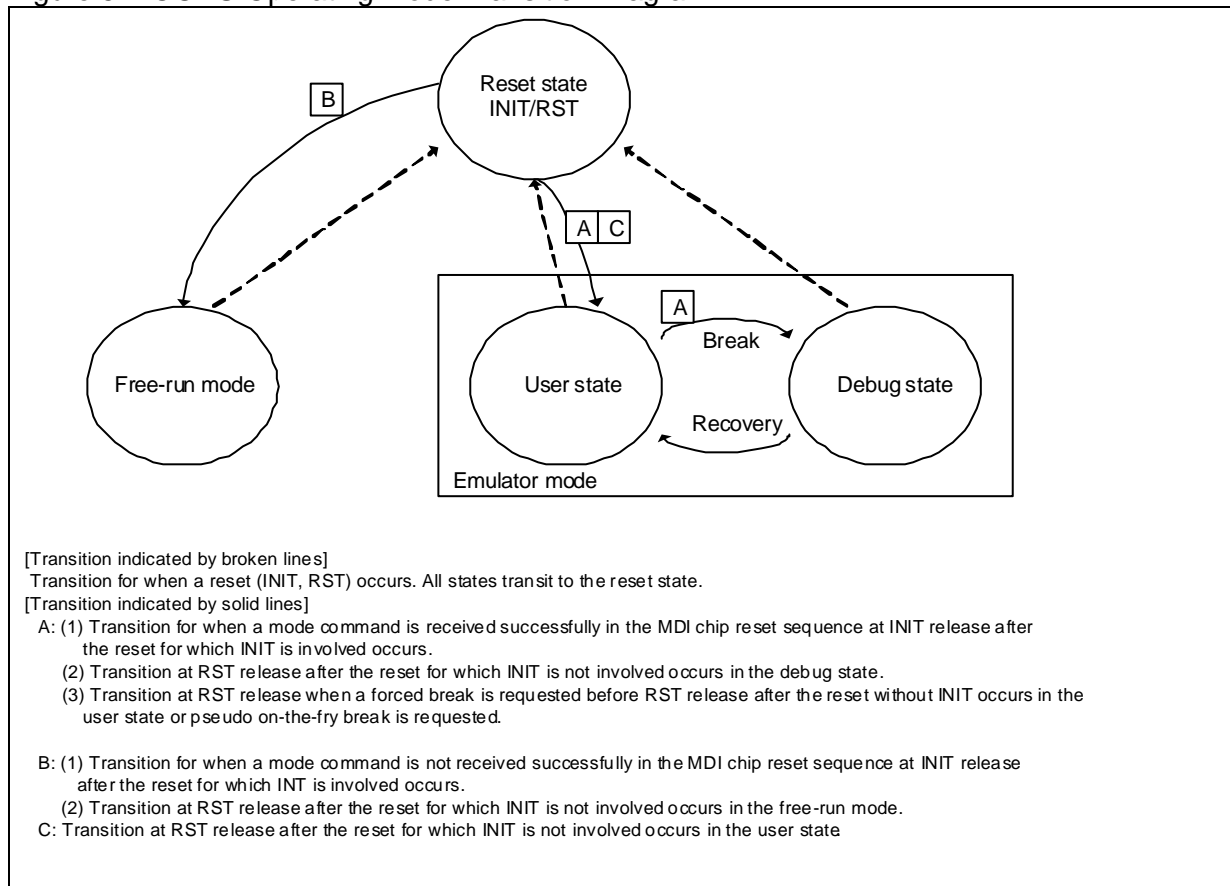 Reset state
INIT/RST
B
A C
A
Break
Free-run mode
User state
Debug state
Recovery
Emulator mode
[Transition indicated by broken lines]
Transition for when a reset (INIT, RST) occurs. All states transit to the reset state.
[Transition indicated by solid lines]
A: (1) Transition for when a mode command is received successfully in the MDI chip reset sequence at INIT release after
the reset for which INIT is involved occurs.
(2) Transition at RST release after the reset for which INIT is not involved occurs in the debug state.
(3) Transition at RST release when a forced break is requested before RST release after the reset without INIT occurs in the
user state or pseudo on-the-fry break is requested.
B: (1) Transition for when a mode command is not received successfully in the MDI chip reset sequence at INIT release
after the reset for which INT is involved occurs.
(2) Transition at RST release after the reset for which INIT is not involved occurs in the free-run mode.
C: Transition at RST release after the reset for which INIT is not involved occurs in the user state